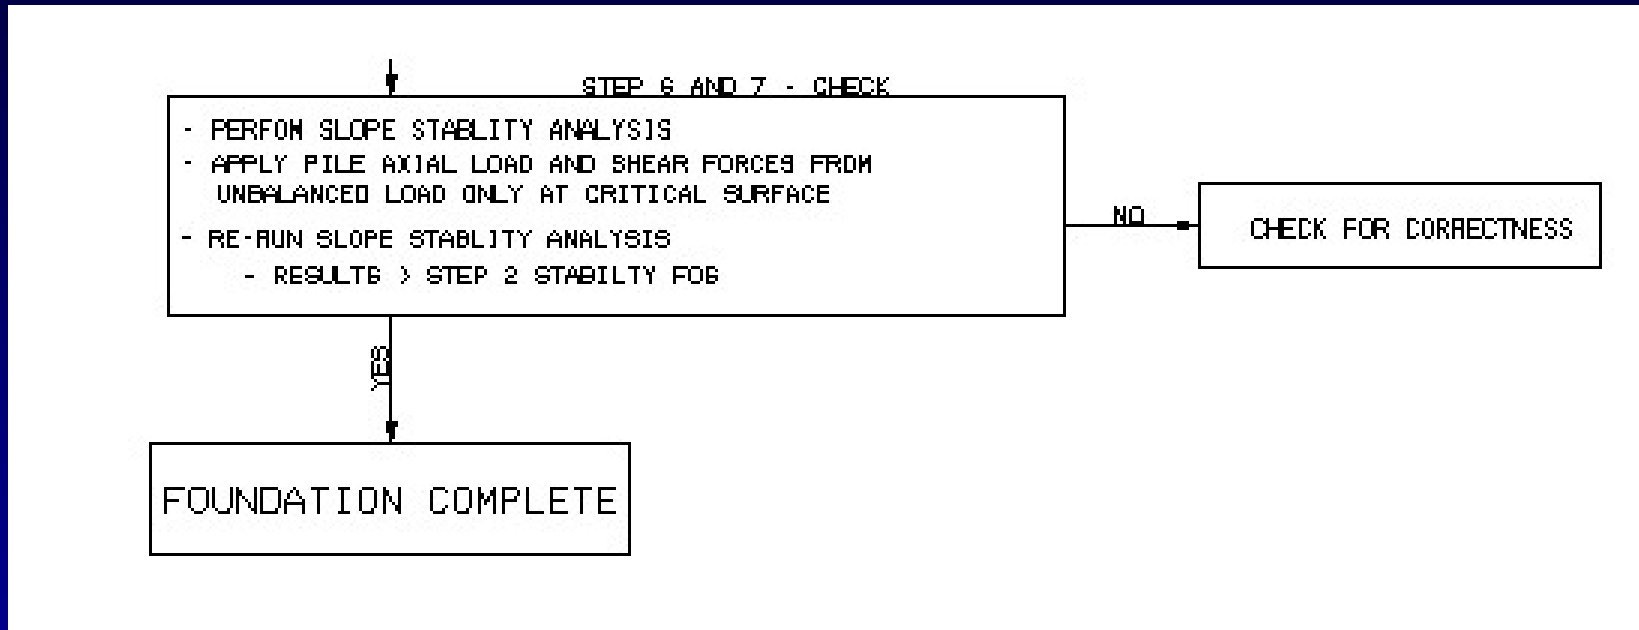 STEP 6 AND 7 - CHECK
- PERFOM SLOPE STABLITY ANALYSIS
- APPLY PILE AXIAL LOAD AND SHEAR FORCES FROM
UNBALANCED LOAD ONLY AT CRITICAL SURFACE
- RE-RUN SLOPE STABLITY ANALYSIS
- RESULTS > STEP 2 STABILTY FOS
NO
CHECK FOR CORRECTNESS
YES
FOUNDATION COMPLETE